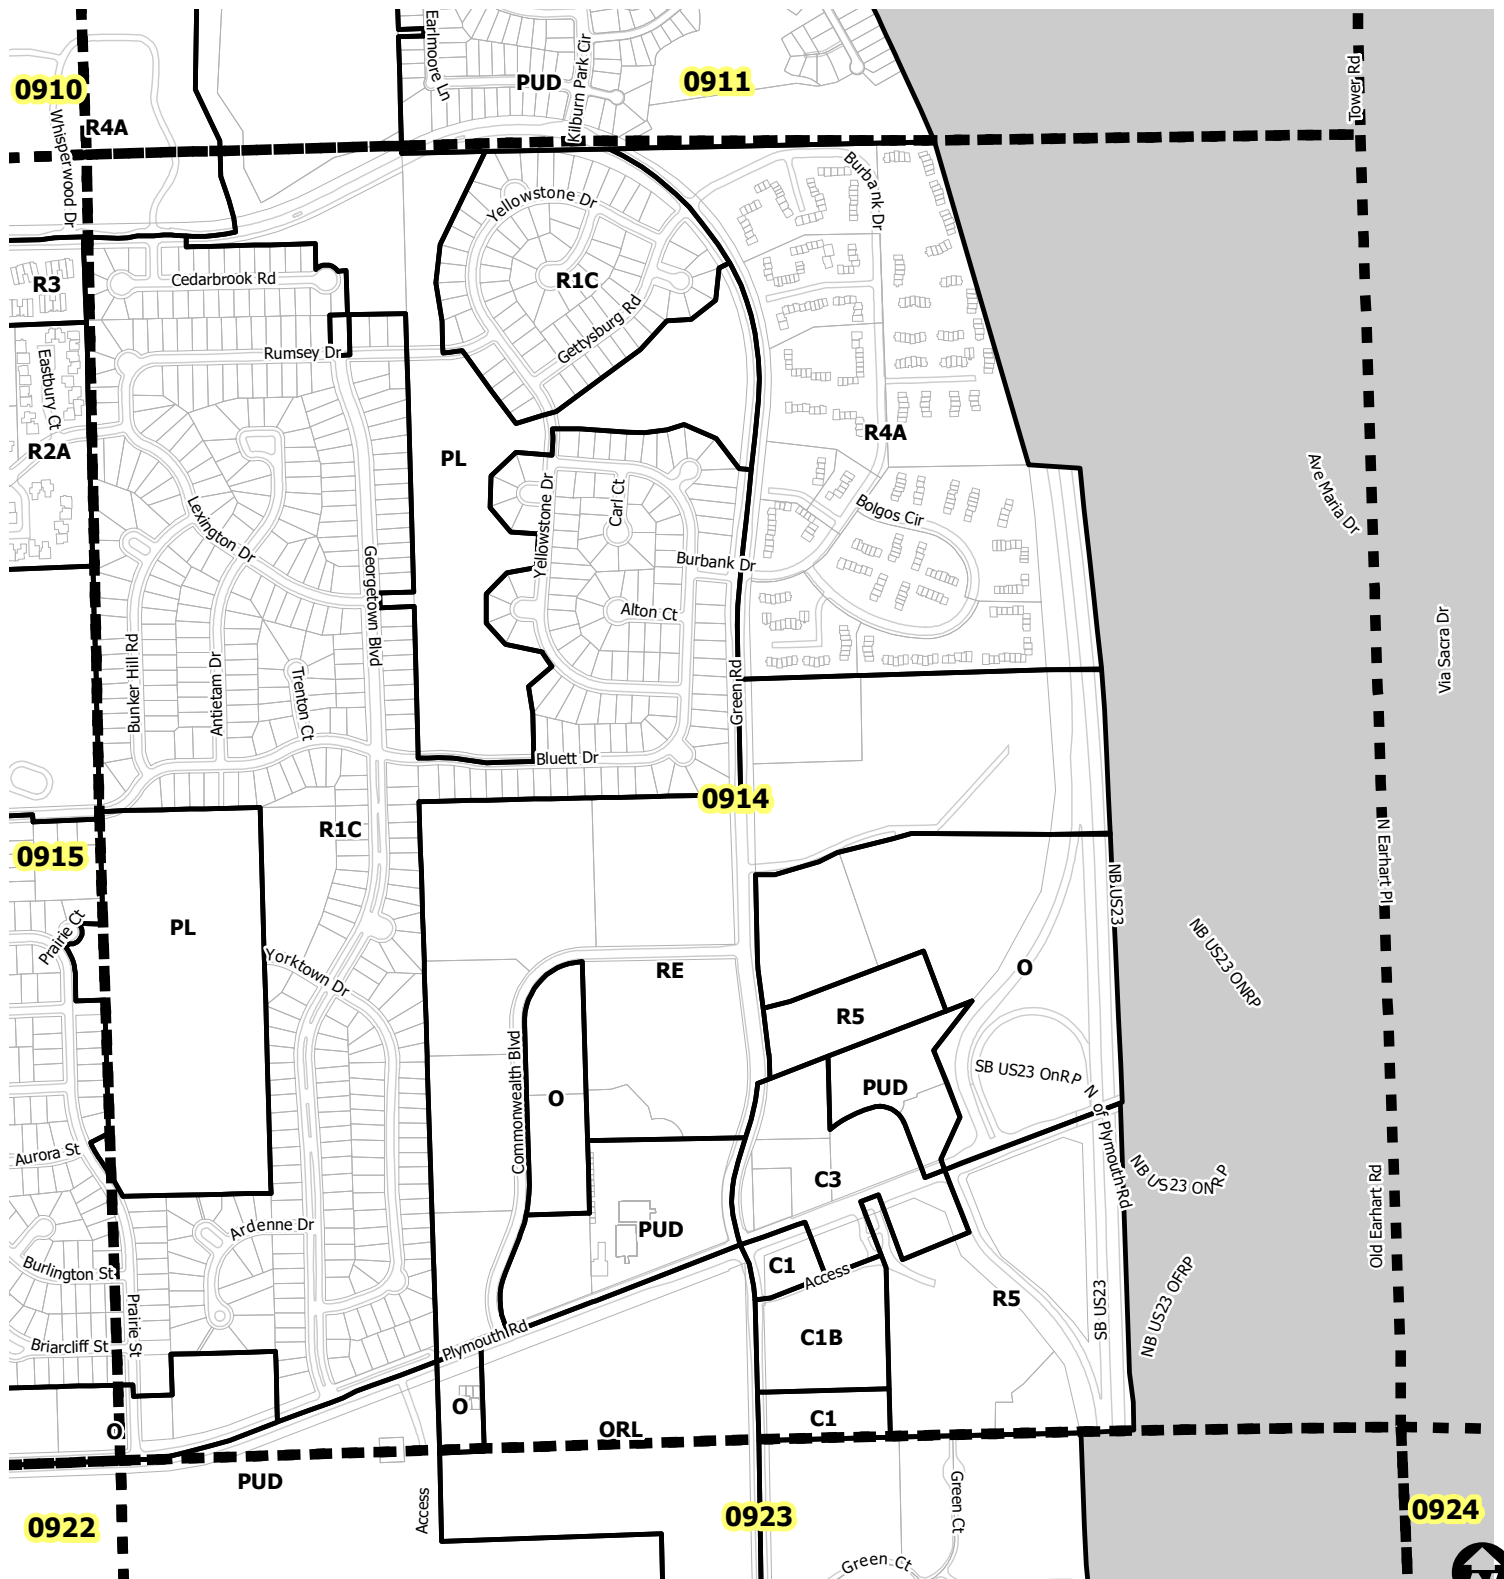 Earlmoore Ln
Kilburn Park Cir
PUD
0911
Tower Rd
0910
R4A
Whisperwood Dr
Burbank Dr
Yellowstone Dr
R3
Cedarbrook Rd
R1C
Gettysburg Rd
Rumsey Dr
Eastbury Ct
R2A
PL
R4A
Ave Maria Dr
Lexington Dr
Yellowstone Dr
Carl Ct
Bolgos Cir
Georgetown Blvd
Burbank Dr
Alton Ct
Via Sacra Dr
Bunker Hill Rd
Antietam Dr
Trenton Ct
Green Rd
Bluett Dr
0914
R1C
0915
N Earhart Pl
NB US23
Prairie Ct
PL
Yorktown Dr
RE
O
NB US23 ONRP
R5
Commonwealth Blvd
O
PUD
SB US23 OnRP
N of Plymouth Rd
Aurora St
C3
NB US23 ONRP
Old Earhart Rd
Ardenne Dr
PUD
Burlington St
C1
Access
R5
SB US23
NB US23 OFRP
Prairie St
Briarcliff St
Plymouth Rd
C1B
O
O
ORL
C1
PUD
0922
Access
0923
Green Ct
Green Ct
0924